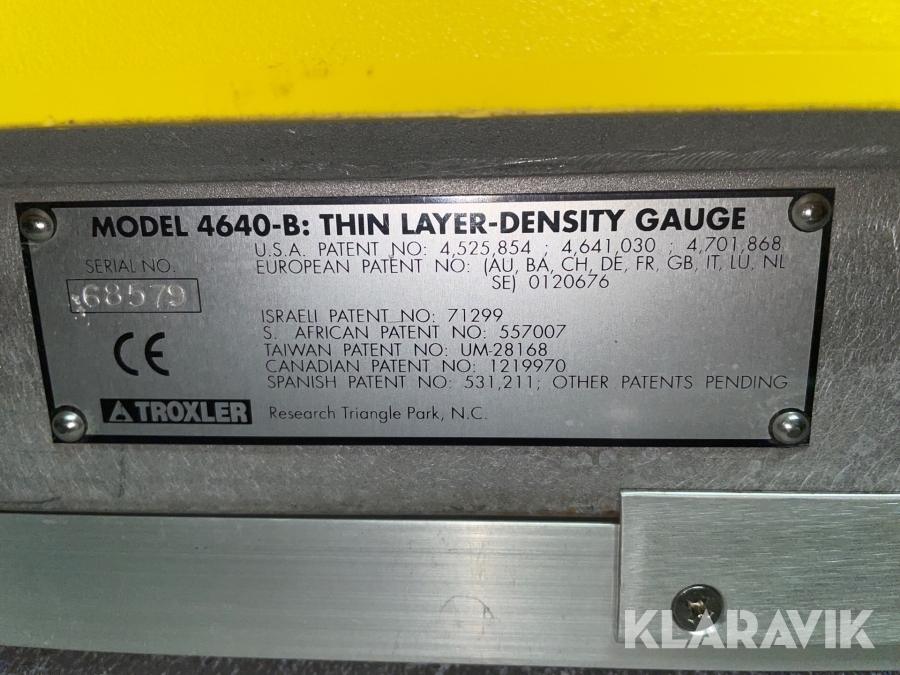 MODEL 4640-B: THIN LAYER-DENSITY GAUGE
U.S.A. PATENT NO: 4,525,854 ; 4,641,030 ; 4,701,868
SERIAL NO.
EUROPEAN PATENT NO: (AU, BA, CH, DE, FR, GB, IT, LU, NL
SE) 0120676
68579
ISRAELI PATENT NO: 71299
S. AFRICAN PATENT NO: 557007
CE
TAIWAN PATENT NO: UM-28168
CANADIAN PATENT NO: 1219970
SPANISH PATENT NO: 531,211; OTHER PATENTS PENDING
TROXLER
Research Triangle Park, N.C.
KLARAVIK